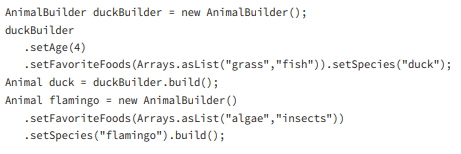 AnimalBuilder duckBuilder = new AnimalBuilder();
duckBuilder
   .setAge(4)
   .setFavoriteFoods(Arrays.asList("grass","fish")).setSpecies("duck");
Animal duck = duckBuilder.build();
Animal flamingo = new AnimalBuilder()
   .setFavoriteFoods(Arrays.asList("algae","insects"))
   .setSpecies("flamingo").build();